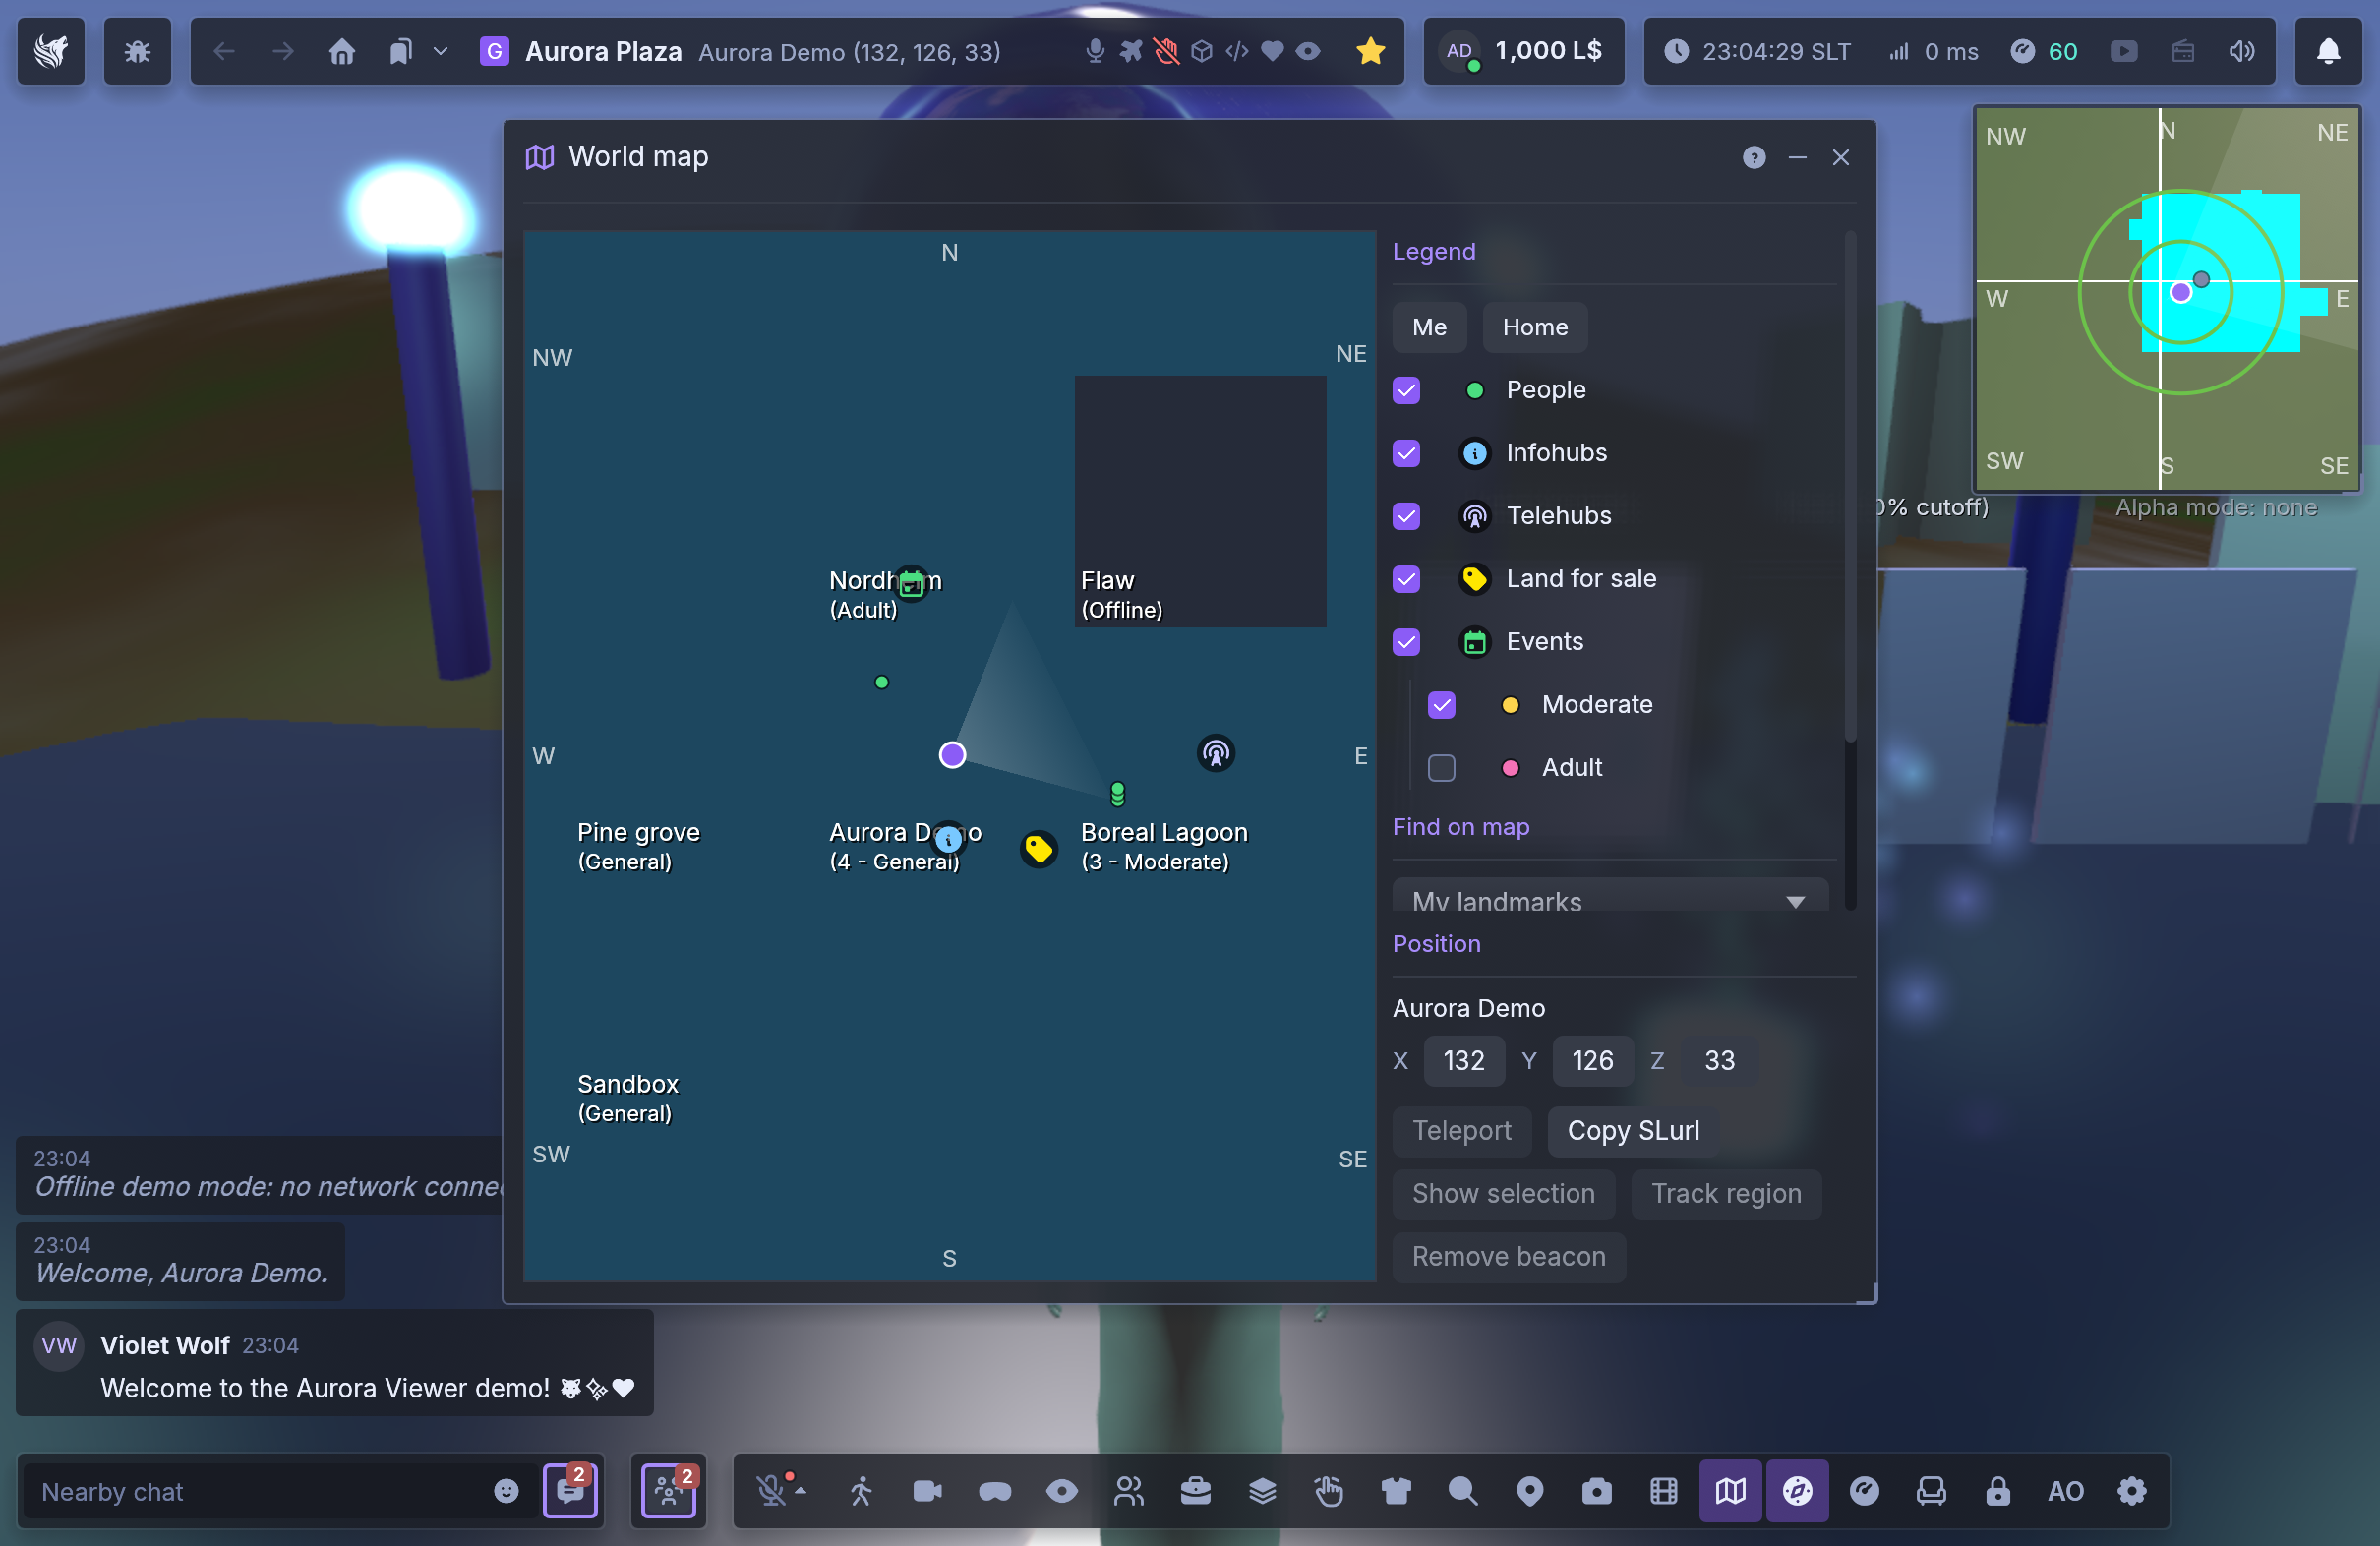 G Aurora Plaza Aurora Demo (132, 126, 33)
AD 1,000 L$
23:04:29 SLT 0 ms 60
World map
N
NW
NE
W
E
SW
SE
S
Nordh m
(Adult)
Flaw
(Offline)
Pine grove
(General)
Aurora D o
(4 - General)
Boreal Lagoon
(3 - Moderate)
Sandbox
(General)
Legend
Me Home
People
Infohubs
Telehubs
Land for sale
Events
Moderate
Adult
Find on map
My landmarks
Position
Aurora Demo
X 132 Y 126 Z 33
Teleport Copy SLurl
Show selection Track region
Remove beacon
NW N NE
W E
SW S SE
0% cutoff) Alpha mode: none
23:04
Offline demo mode: no network
23:04
Welcome, Aurora Demo.
VW Violet Wolf 23:04
Welcome to the Aurora Viewer demo!
Nearby chat 2 2 AO